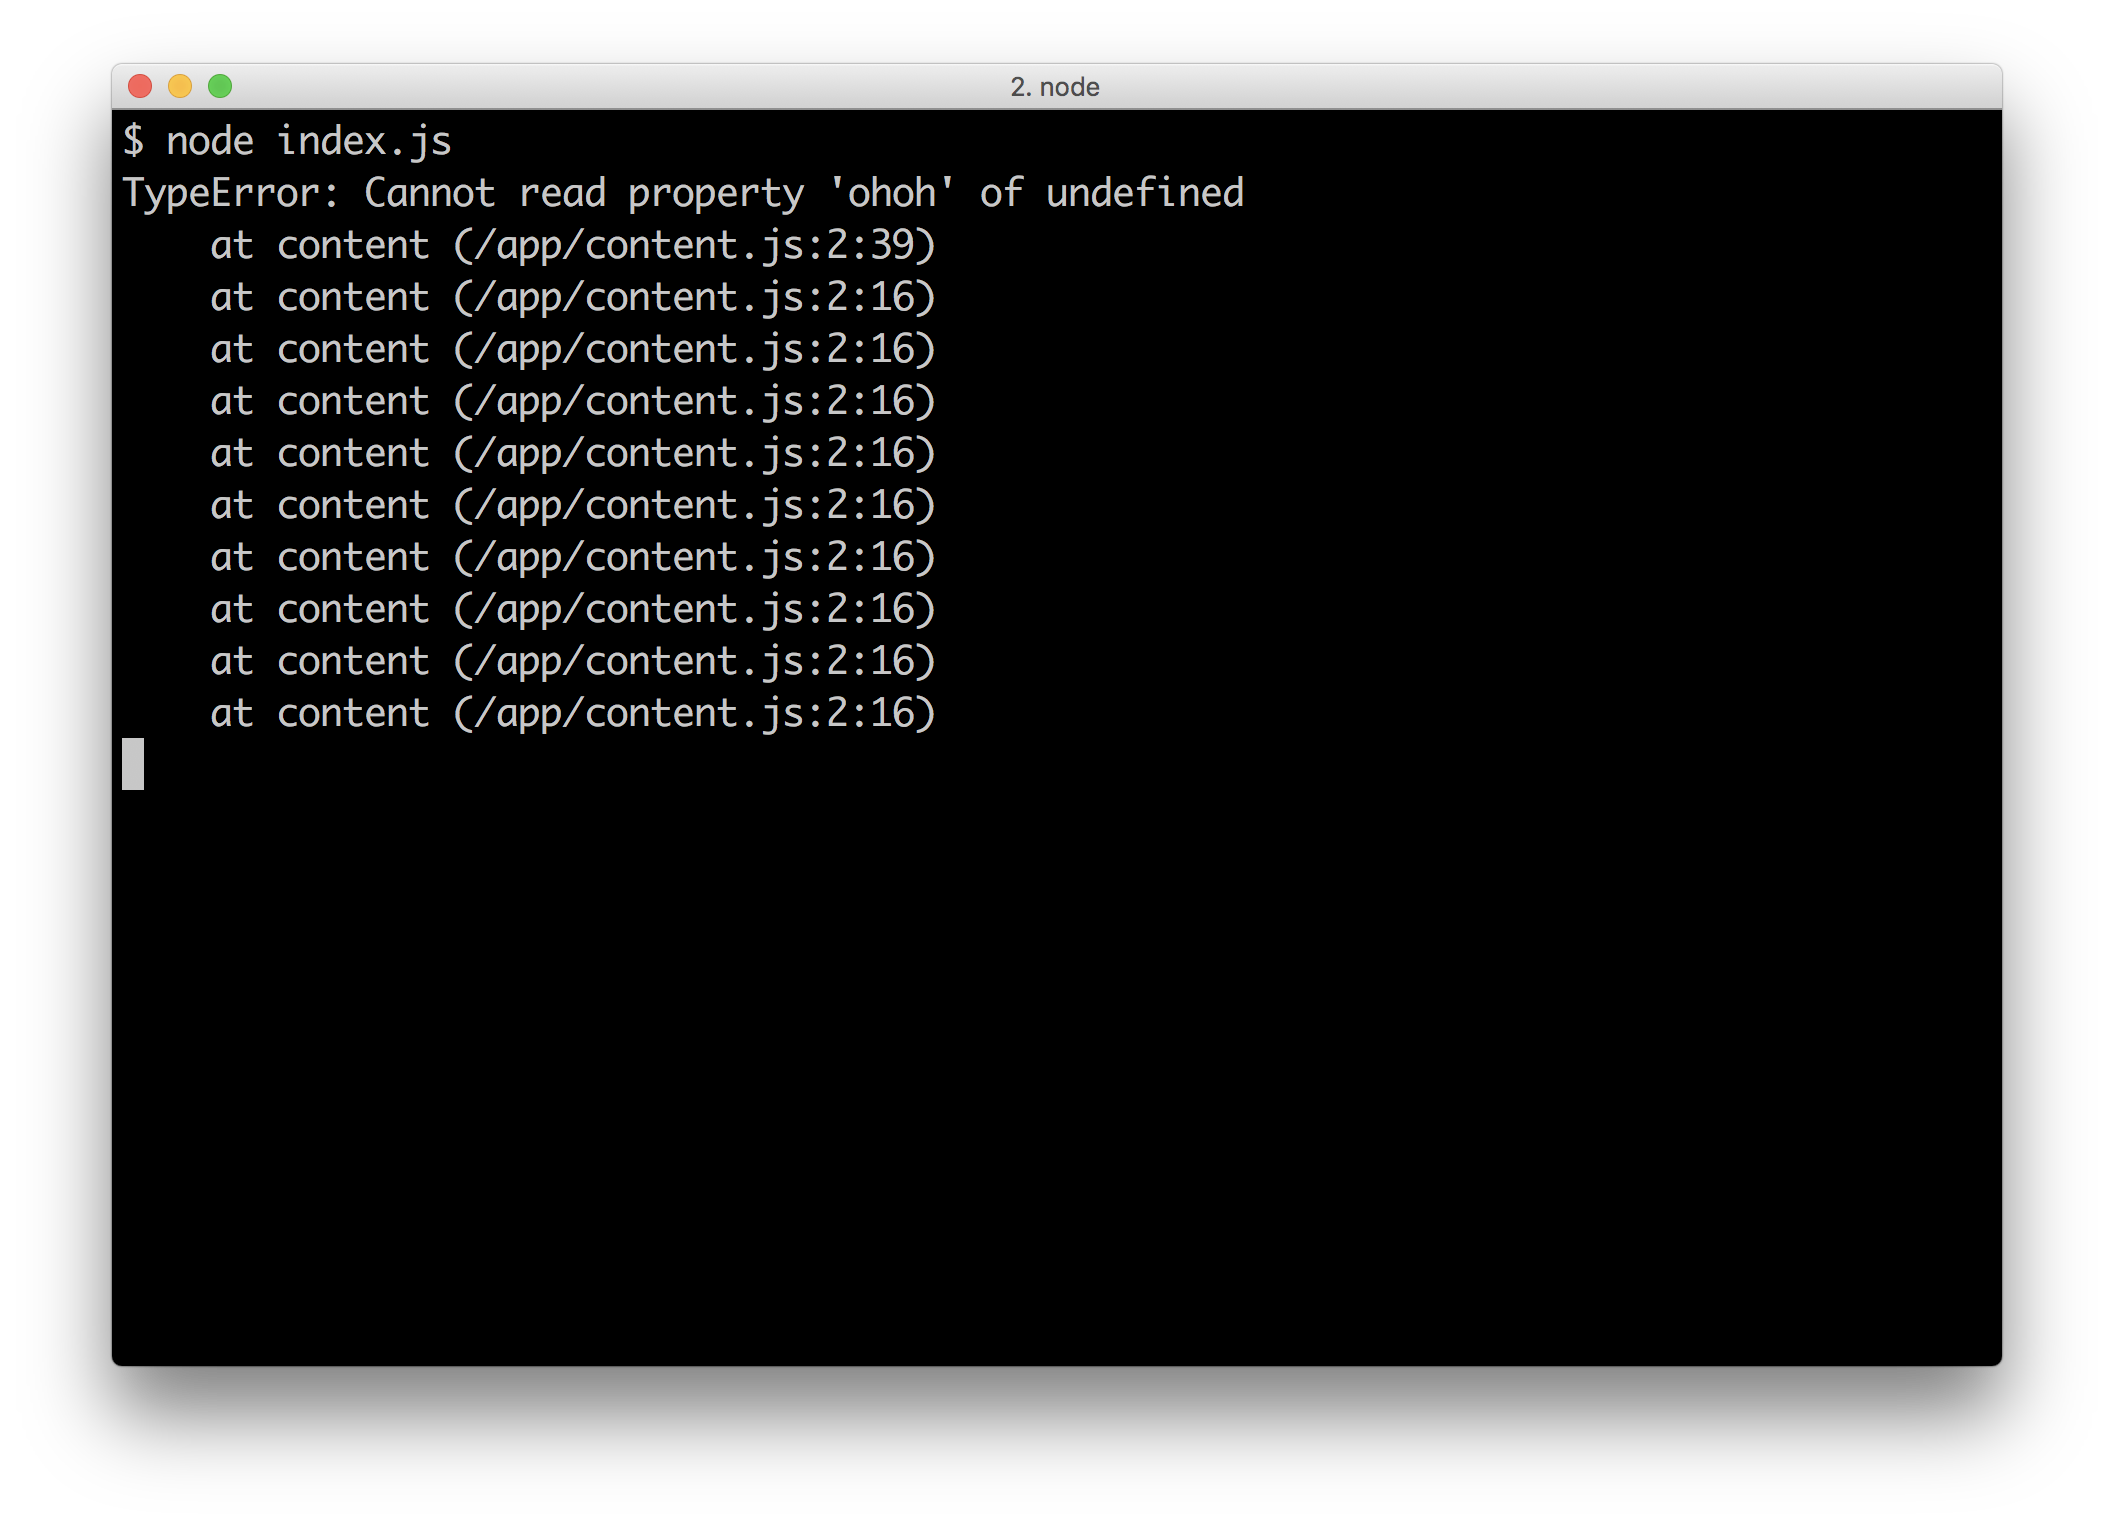 2. node
$ node index.js
TypeError: Cannot read property 'ohoh' of undefined
    at content (/app/content.js:2:39)
    at content (/app/content.js:2:16)
    at content (/app/content.js:2:16)
    at content (/app/content.js:2:16)
    at content (/app/content.js:2:16)
    at content (/app/content.js:2:16)
    at content (/app/content.js:2:16)
    at content (/app/content.js:2:16)
    at content (/app/content.js:2:16)
    at content (/app/content.js:2:16)